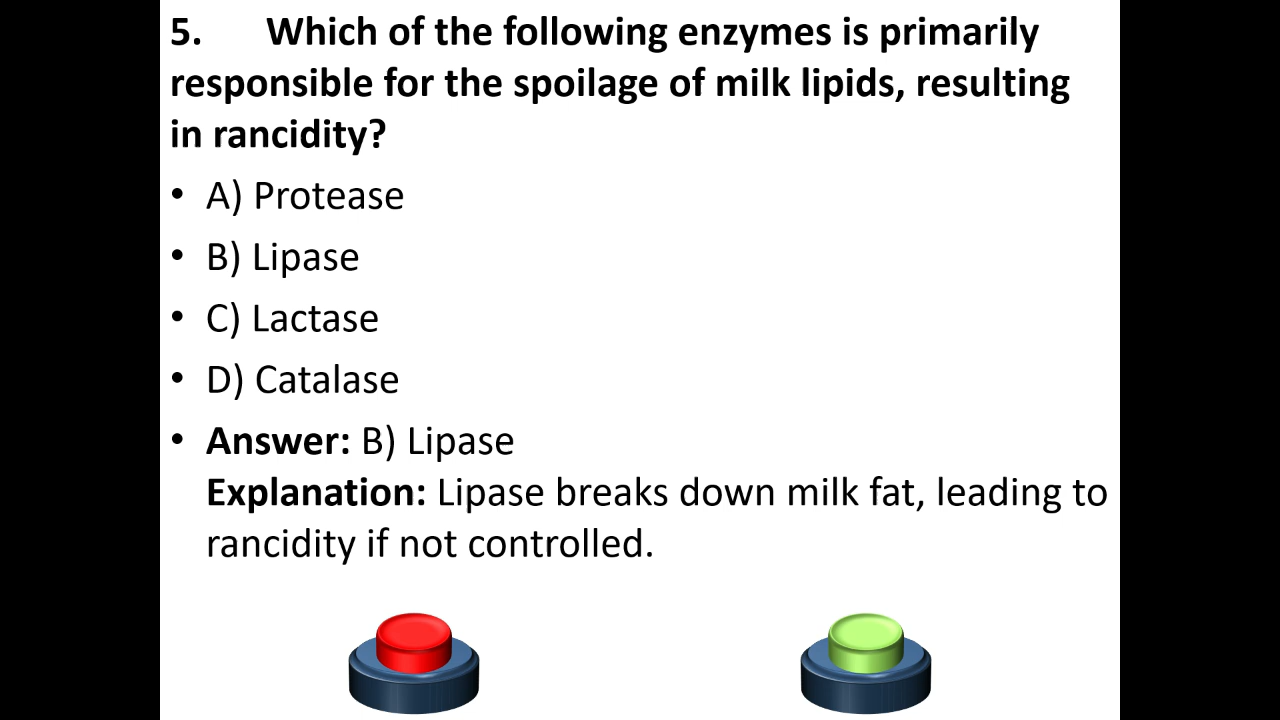 5. Which of the following enzymes is primarily
responsible for the spoilage of milk lipids, resulting
in rancidity?
• A) Protease
• B) Lipase
• C) Lactase
• D) Catalase
• Answer: B) Lipase
Explanation: Lipase breaks down milk fat, leading to
rancidity if not controlled.